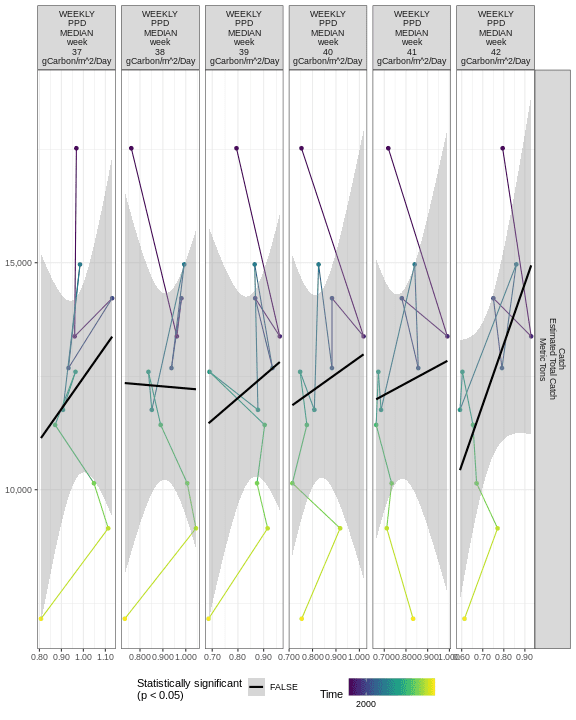 WEEKLY
PPD
MEDIAN
week
37
gCarbon/m^2/Day
WEEKLY
PPD
MEDIAN
week
38
gCarbon/m^2/Day
WEEKLY
PPD
MEDIAN
week
39
gCarbon/m^2/Day
WEEKLY
PPD
MEDIAN
week
40
gCarbon/m^2/Day
WEEKLY
PPD
MEDIAN
week
41
gCarbon/m^2/Day
WEEKLY
PPD
MEDIAN
week
42
gCarbon/m^2/Day
15,000
10,000
Catch
Estimated Total Catch
Metric Tons
0.80 0.90 1.00 1.10
0.800 0.900 1.000
0.70 0.80 0.90
0.700 0.800 0.900 1.000
0.700 0.800 0.900 1.000
0.60 0.70 0.80 0.90
Statistically significant
(p < 0.05)
FALSE
Time
2000